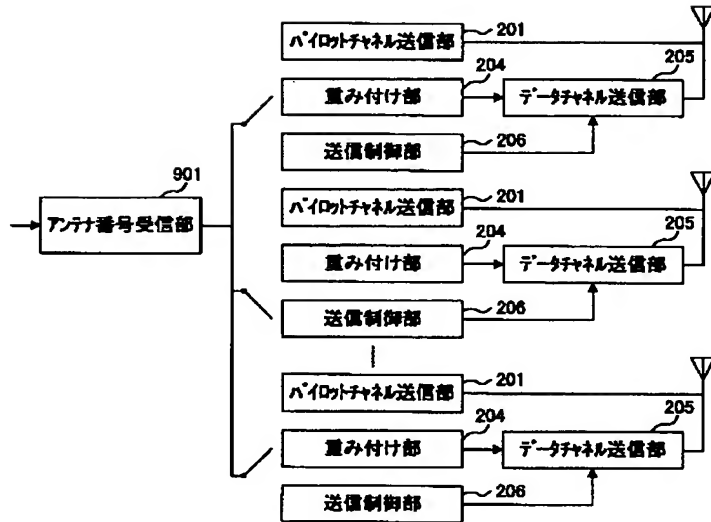 パイロットチャネル送信部
201
204
205
重み付け部
データチャネル送信部
送信制御部
206
901
アンテナ番号受信部
パイロットチャネル送信部
201
204
205
重み付け部
データチャネル送信部
送信制御部
206
パイロットチャネル送信部
201
204
205
重み付け部
データチャネル送信部
送信制御部
206